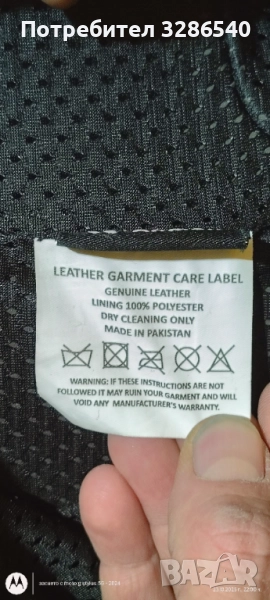 Потребител 3286540
LEATHER GARMENT CARE LABEL
GENUINE LEATHER
LINING 100% POLYESTER
DRY CLEANING ONLY
MADE IN PAKISTAN
WARNING: IF THESE INSTRUCTIONS ARE NOT
FOLLOWED IT MAY RUIN YOUR GARMENT AND WILL
VOID ANY MANUFACTURER'S WARRANTY.
bazar